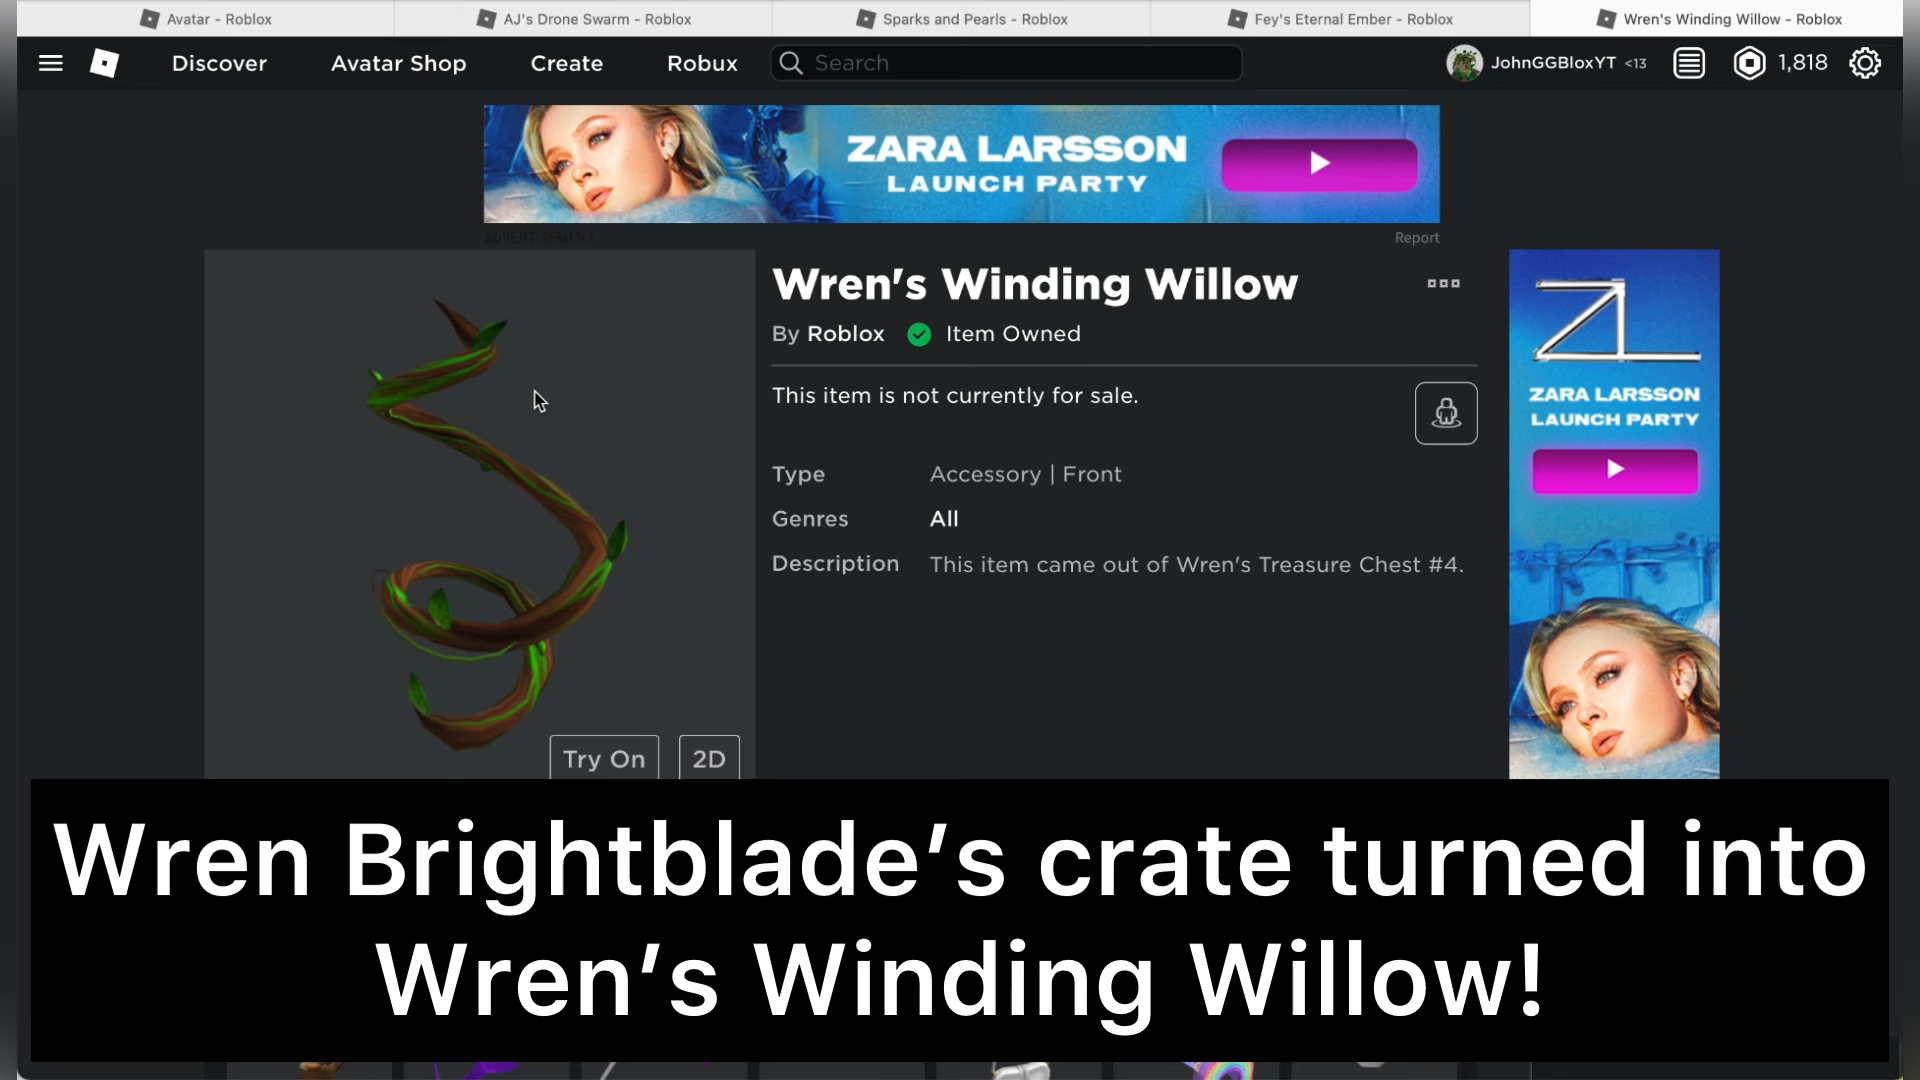 Avatar - Roblox
AJ's Drone Swarm - Roblox
Sparks and Pearls - Roblox
Fey's Eternal Ember - Roblox
Wren's Winding Willow - Roblox
Discover
Avatar Shop
Create
Robux
Search
JohnGGBloxYT <13
1,818
ZARA LARSSON
LAUNCH PARTY
ADVERTISEMENT
Report
Wren's Winding Willow
By Roblox Item Owned
This item is not currently for sale.
Type Accessory | Front
Genres All
Description This item came out of Wren's Treasure Chest #4.
Try On
2D
ZL
ZARA LARSSON
LAUNCH PARTY
Wren Brightblade’s crate turned into
Wren’s Winding Willow!